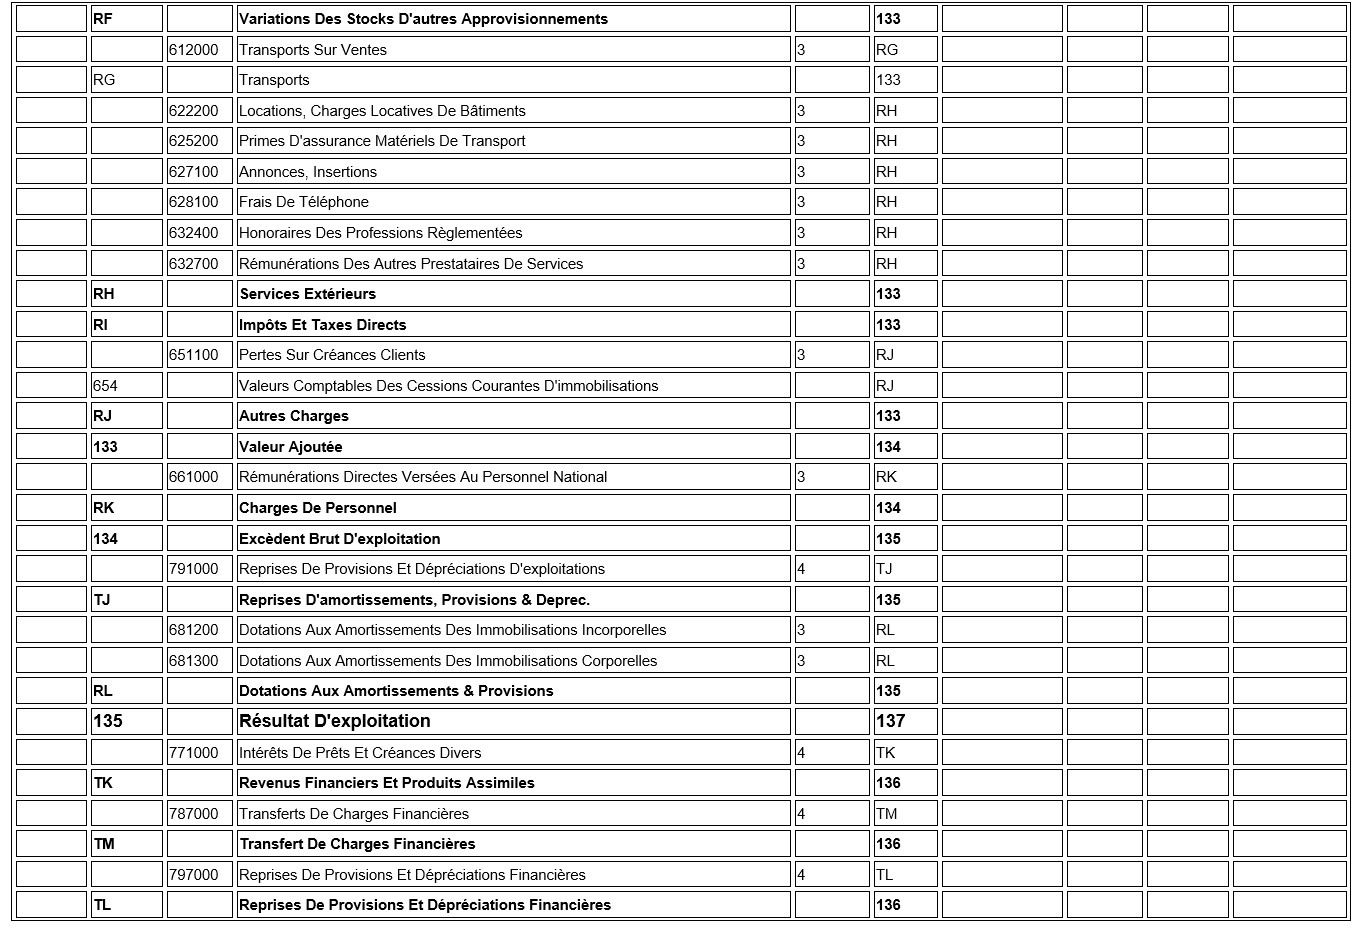 RF Variations Des Stocks D'autres Approvisionnements 133
612000 Transports Sur Ventes 3 RG
RG Transports 133
622200 Locations, Charges Locatives De Bâtiments 3 RH
625200 Primes D'assurance Matériels De Transport 3 RH
627100 Annonces, Insertions 3 RH
628100 Frais De Téléphone 3 RH
632400 Honoraires Des Professions Règlementées 3 RH
632700 Rémunérations Des Autres Prestataires De Services 3 RH
RH Services Extérieurs 133
RI Impôts Et Taxes Directs 133
651100 Pertes Sur Créances Clients 3 RJ
654 Valeurs Comptables Des Cessions Courantes D'immobilisations RJ
RJ Autres Charges 133
133 Valeur Ajoutée 134
661000 Rémunérations Directes Versées Au Personnel National 3 RK
RK Charges De Personnel 134
134 Excèdent Brut D'exploitation 135
791000 Reprises De Provisions Et Dépréciations D'exploitations 4 TJ
TJ Reprises D'amortissements, Provisions & Deprec. 135
681200 Dotations Aux Amortissements Des Immobilisations Incorporelles 3 RL
681300 Dotations Aux Amortissements Des Immobilisations Corporelles 3 RL
RL Dotations Aux Amortissements & Provisions 135
135 Résultat D'exploitation 137
771000 Intérêts De Prêts Et Créances Divers 4 TK
TK Revenus Financiers Et Produits Assimiles 136
787000 Transferts De Charges Financières 4 TM
TM Transfert De Charges Financières 136
797000 Reprises De Provisions Et Dépréciations Financières 4 TL
TL Reprises De Provisions Et Dépréciations Financières 136